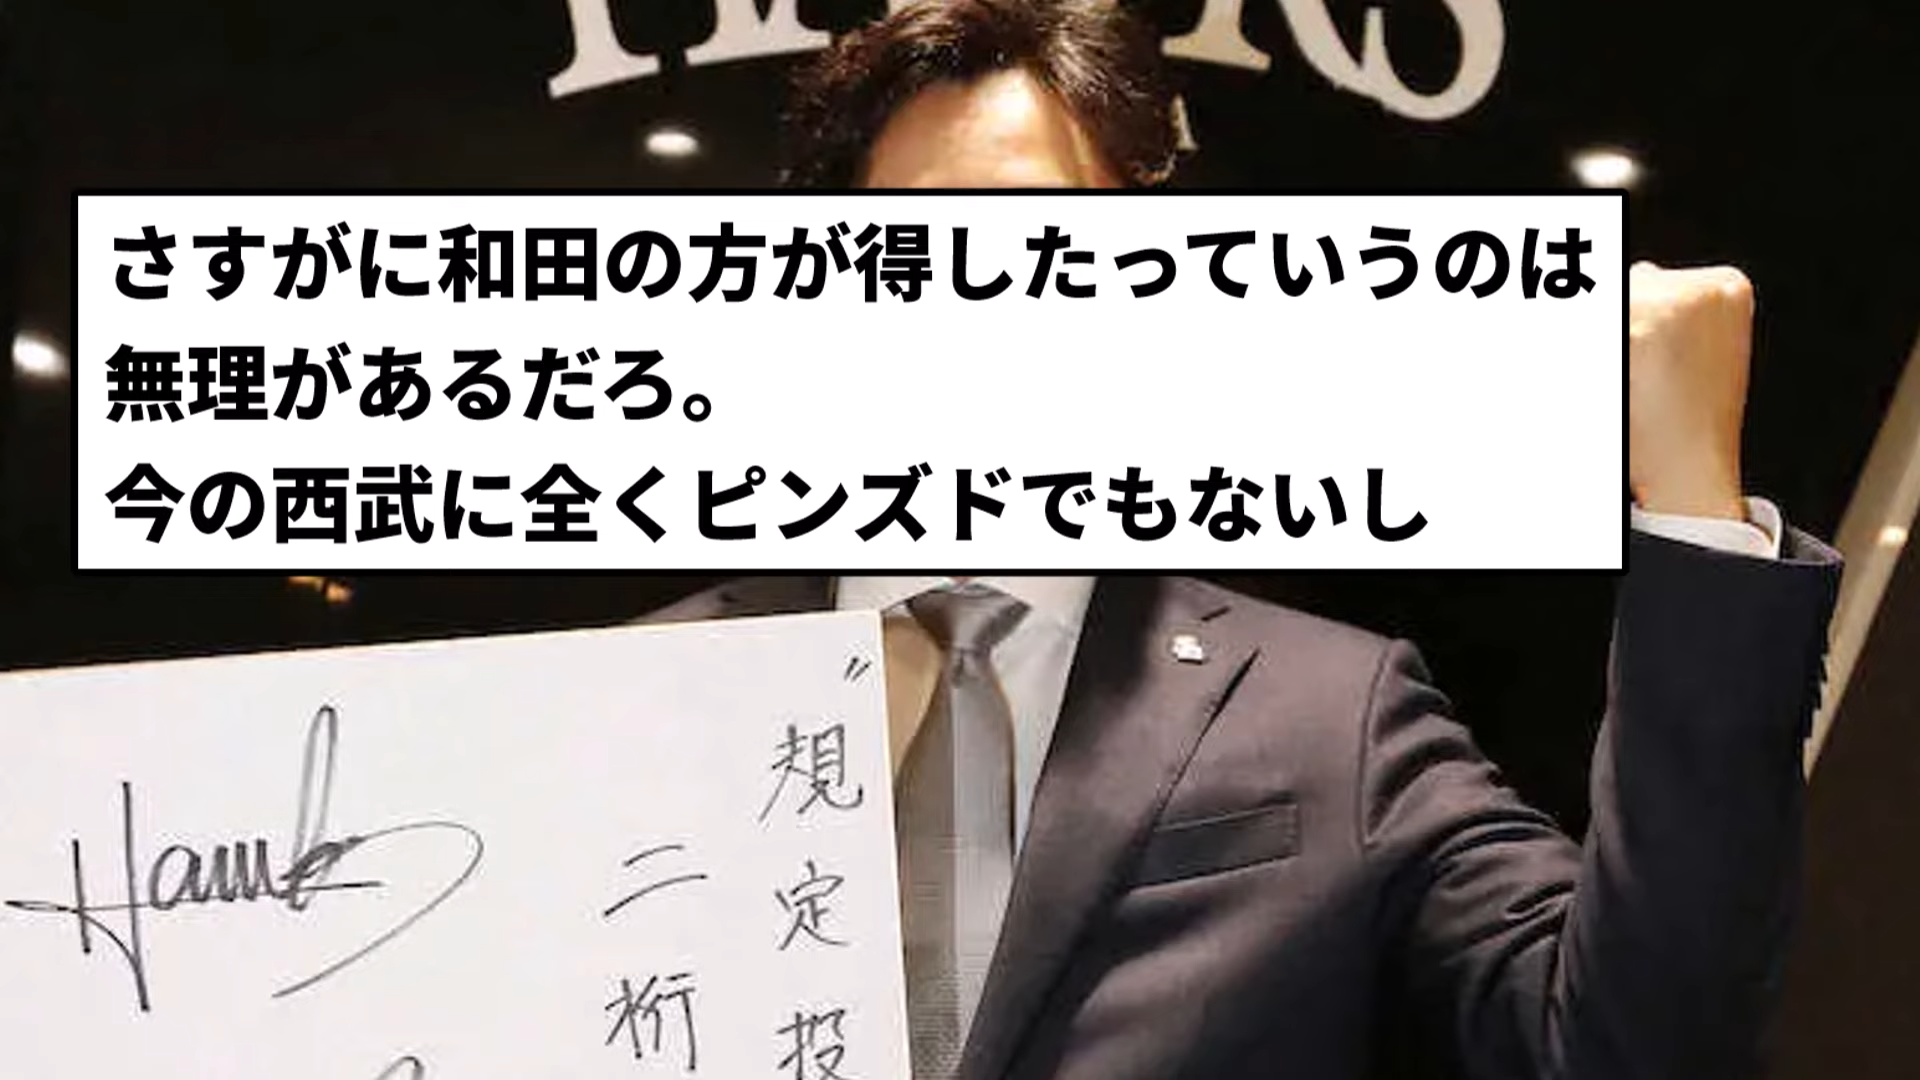 さすがに和田の方が得したっていうのは
無理があるだろ。
今の西武に全くピンズドでもないし
〃規定投
二桁